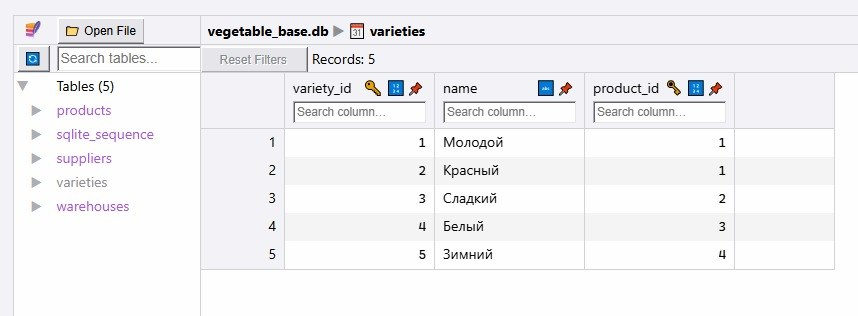 Open File
vegetable_base.db ▶ varieties
Search tables...
Reset Filters Records: 5
Tables (5)
products
sqlite_sequence
suppliers
varieties
warehouses
variety_id name product_id
Search column... Search column... Search column...
1 1 Молодой 1
2 2 Красный 1
3 3 Сладкий 2
4 4 Белый 3
5 5 Зимний 4